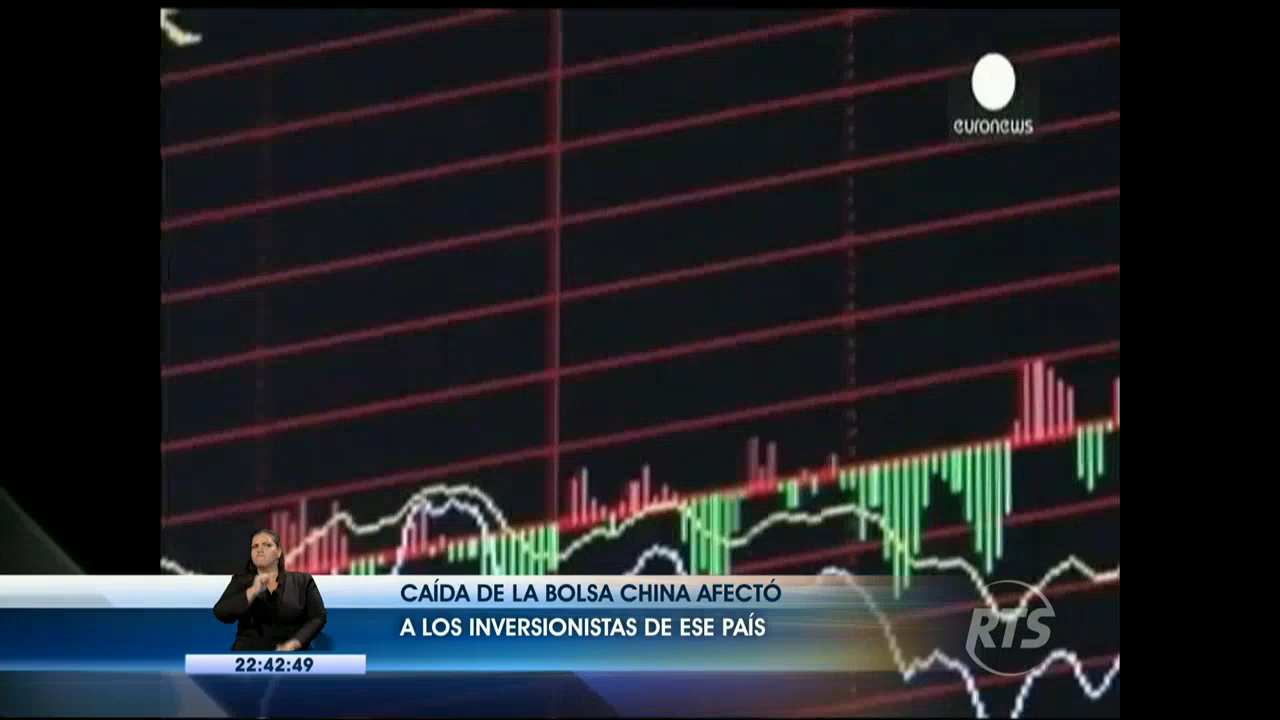 euronews
CAÍDA DE LA BOLSA CHINA AFECTÓ
A LOS INVERSIONISTAS DE ESE PAÍS
RTS
22:42:49